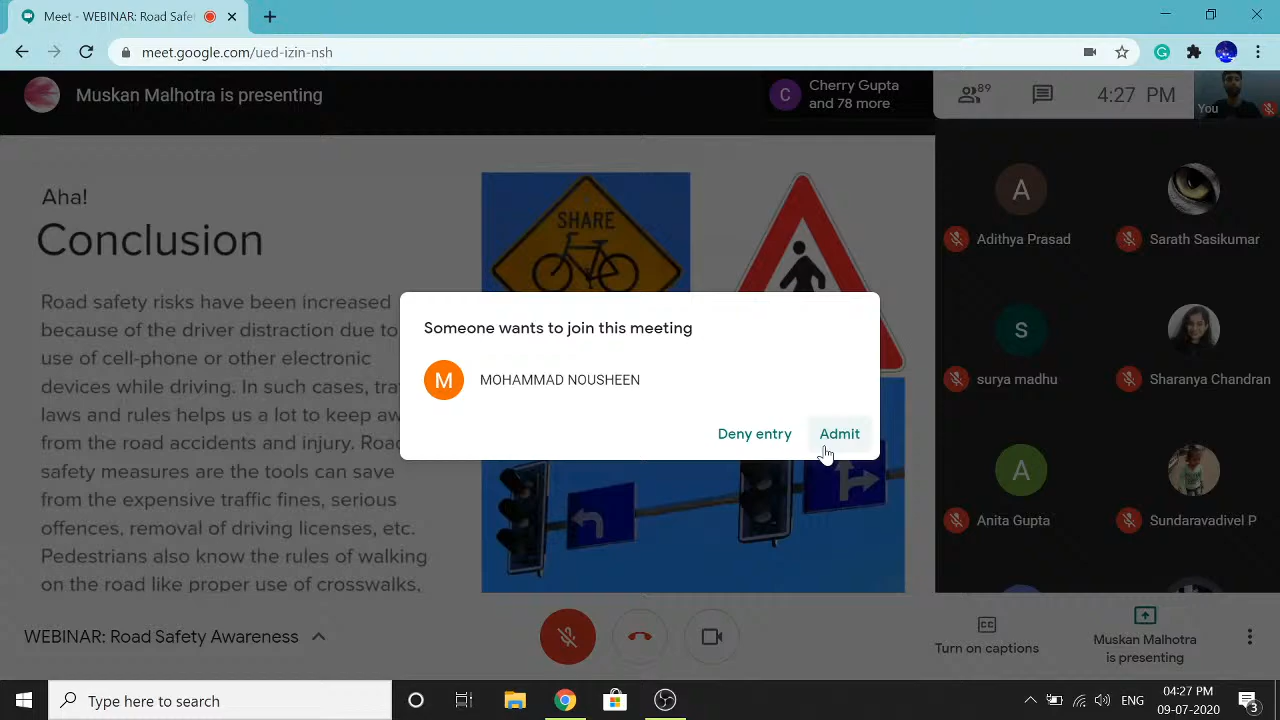 Meet - WEBINAR: Road Safe
meet.google.com/ued-izin-nsh
Muskan Malhotra is presenting
C
Cherry Gupta
and 78 more
89
4:27 PM
You
Aha!
Conclusion
Road safety risks have been increased
because of the driver distraction due to
use of cell-phone or other electronic
devices while driving. In such cases, tra
laws and rules helps us a lot to keep aw
from the road accidents and injury. Roa
safety measures are the tools can save
from the expensive traffic fines, serious
offences, removal of driving licenses, etc.
Pedestrians also know the rules of walking
on the road like proper use of crosswalks,
SHARE
Someone wants to join this meeting
M
MOHAMMAD NOUSHEEN
Deny entry
Admit
A
Adithya Prasad
Sarath Sasikumar
S
surya madhu
Sharanya Chandran
A
Anita Gupta
Sundaravadivel P
WEBINAR: Road Safety Awareness
CC
Turn on captions
Muskan Malhotra
is presenting
Type here to search
ENG
04:27 PM
09-07-2020
3